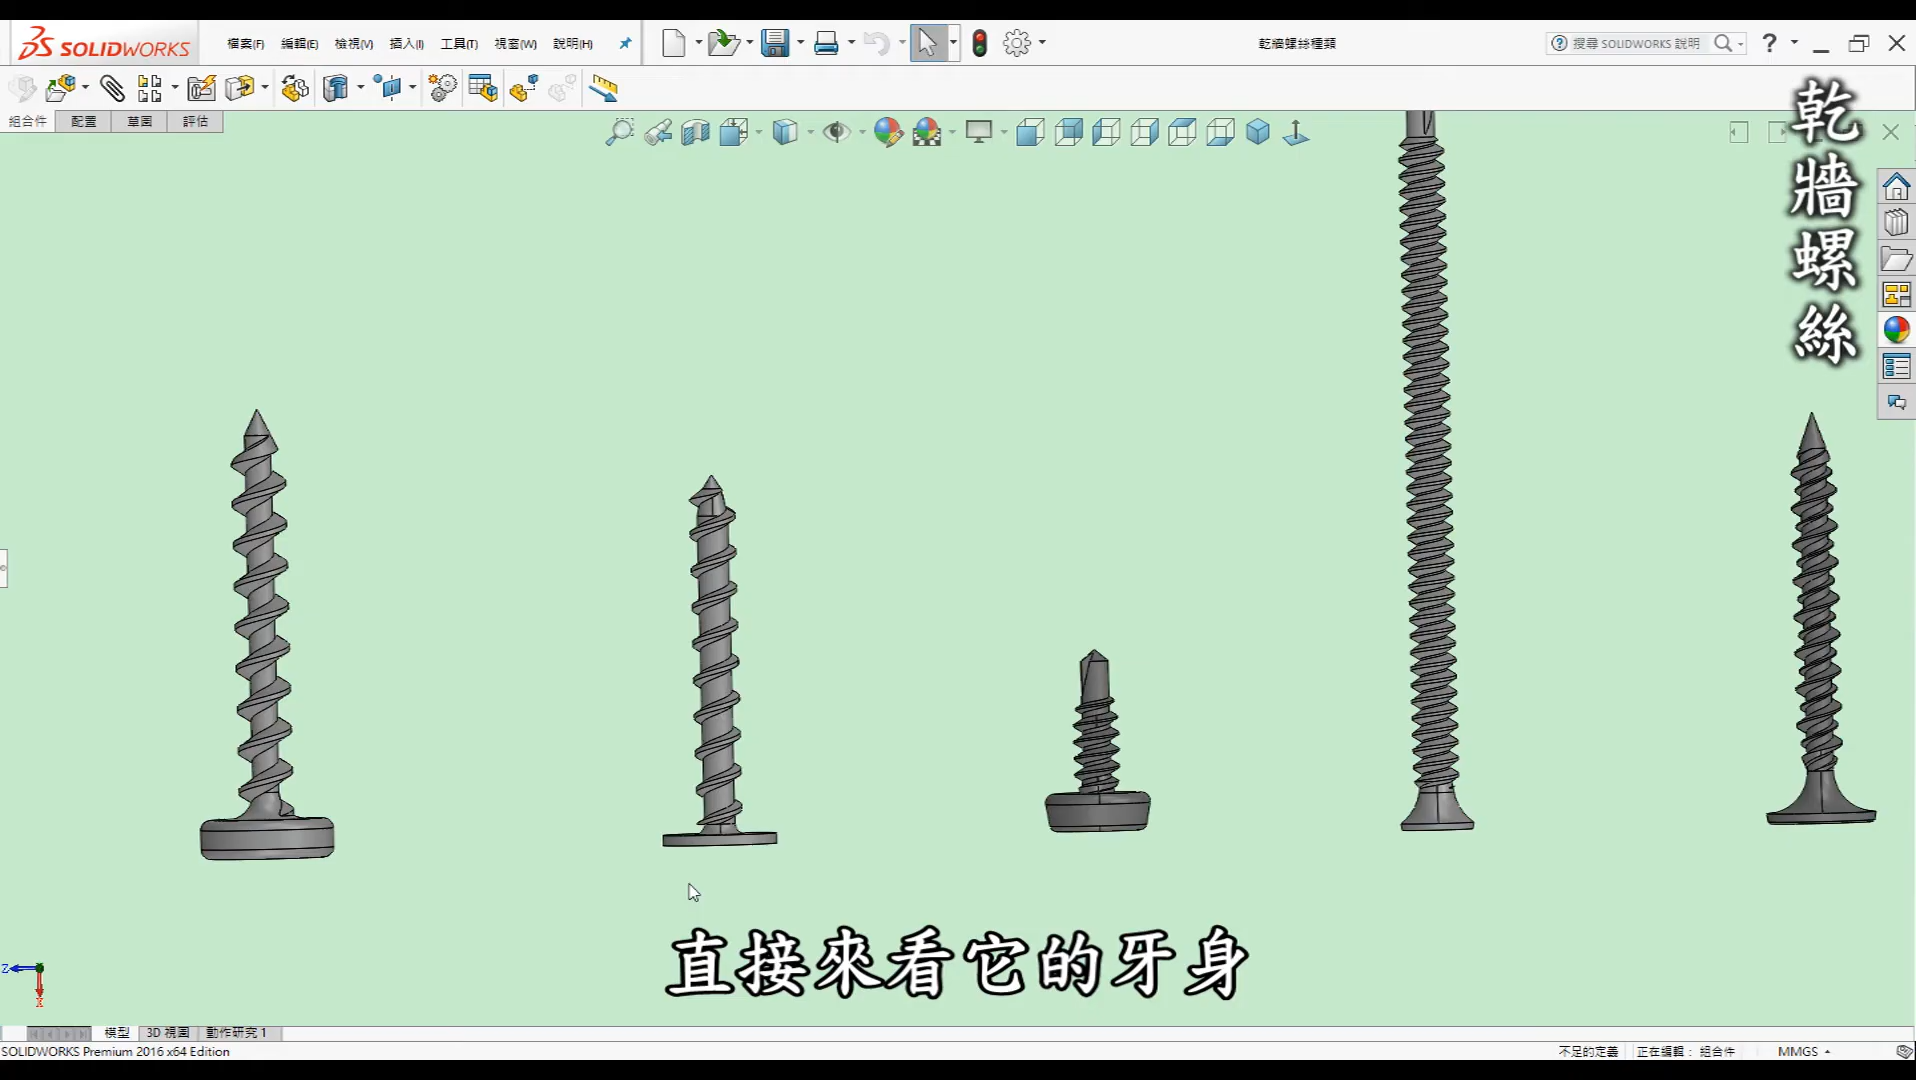 SOLIDWORKS
檔案(F) 編輯(E) 檢視(V) 插入(I) 工具(T) 視窗(W) 說明(H)
乾牆螺絲種類
搜尋 SOLIDWORKS 說明
?
組合件 配置 草圖 評估
乾牆螺絲
直接來看它的牙身
Z
X
模型 3D 視圖 動作研究 1
SOLIDWORKS Premium 2016 x64 Edition
不足的定義 正在編輯： 組合件 MMGS